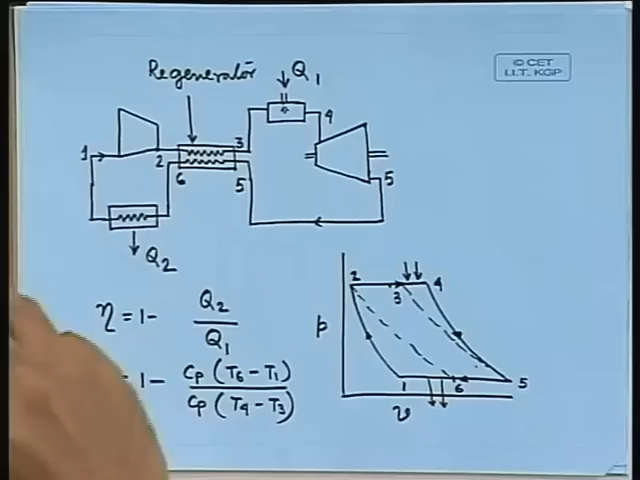 © CET
I.I.T. KGP
Regenerator
Q1
1
2
3
4
6
5
5
Q2
η = 1 - Q2 / Q1
= 1 - Cp (T6 - T1) / Cp (T4 - T3)
p
2
3
4
1
6
5
v